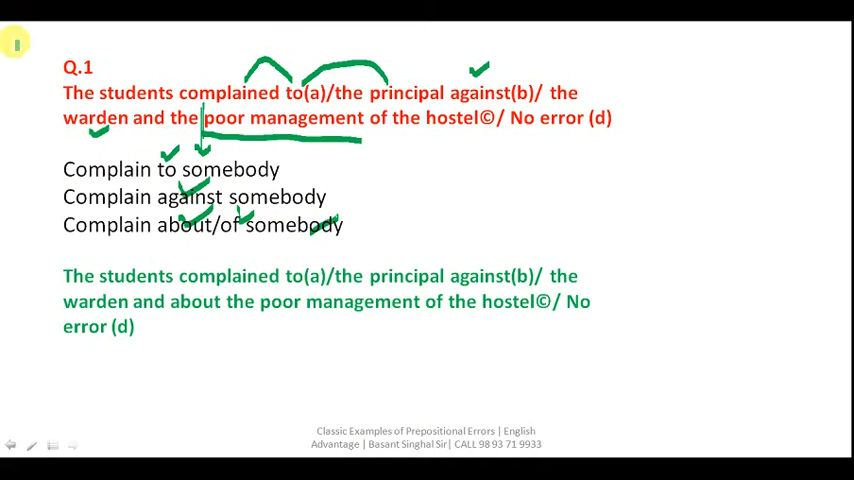 Q.1
The students complained to(a)/the principal against(b)/ the
warden and the poor management of the hostel©/ No error (d)
Complain to somebody
Complain against somebody
Complain about/of somebody
The students complained to(a)/the principal against(b)/ the
warden and about the poor management of the hostel©/ No
error (d)
Classic Examples of Prepositional Errors | English
Advantage | Basant Singhal Sir| CALL 98 93 71 9933